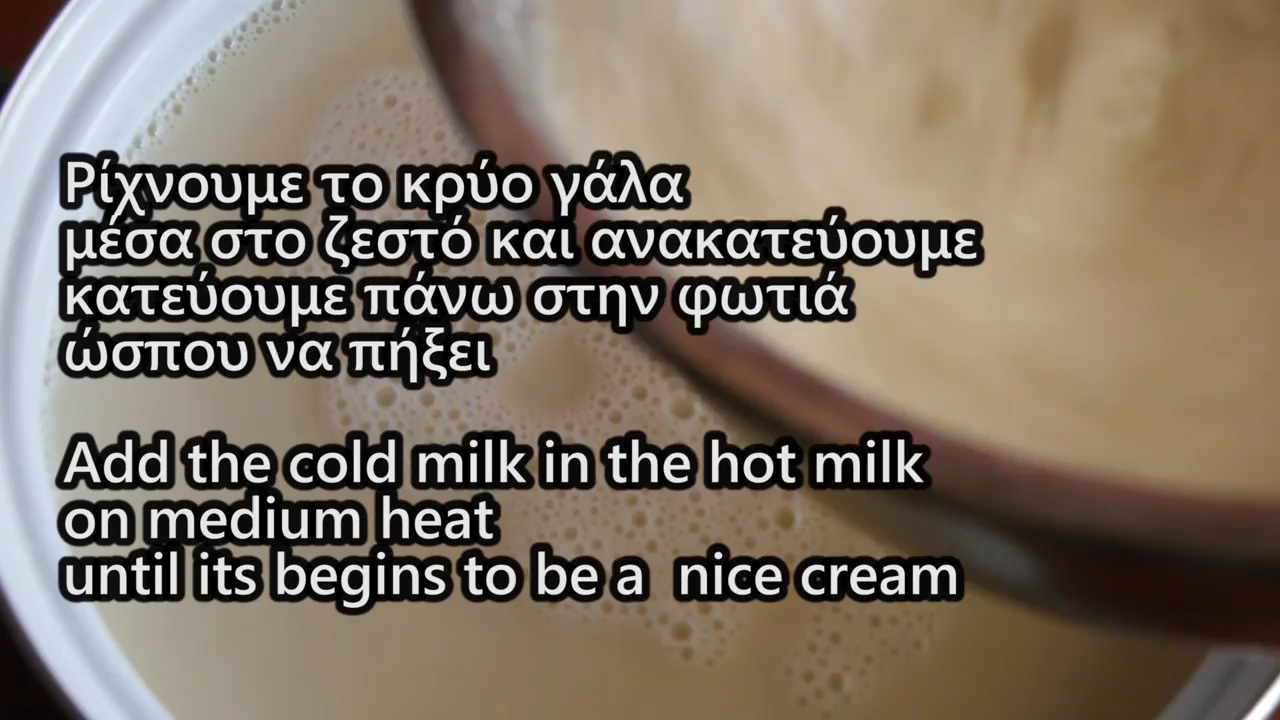 Ρίχνουμε το κρύο γάλα
μέσα στο ζεστό και ανακατεύουμε
κατεύουμε πάνω στην φωτιά
ώσπου να πήξει
Add the cold milk in the hot milk
on medium heat
until its begins to be a  nice cream